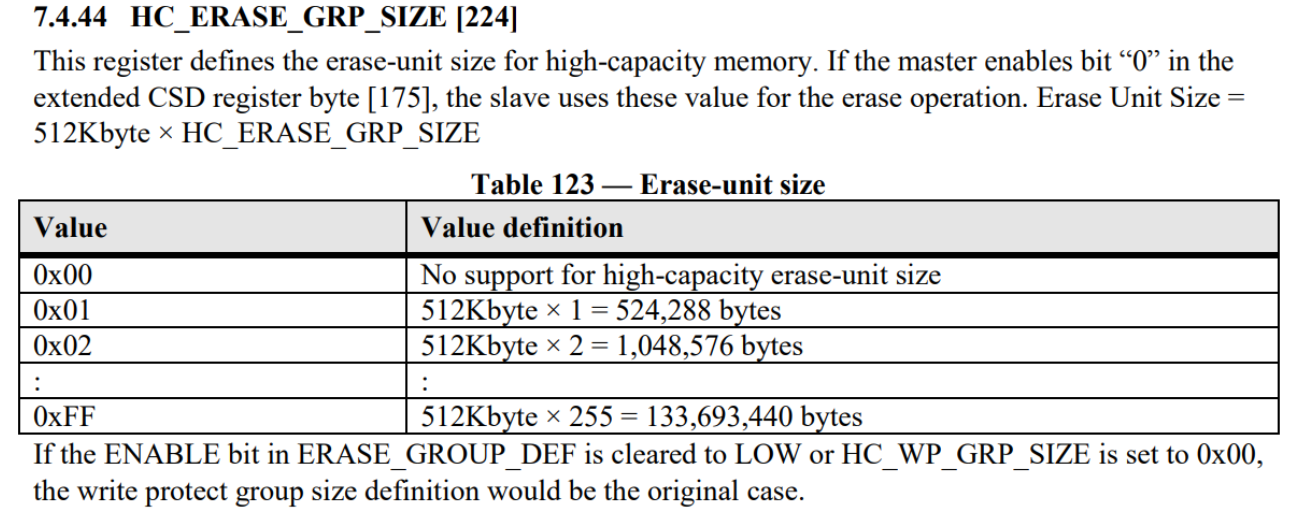 7.4.44 HC_ERASE_GRP_SIZE [224]
This register defines the erase-unit size for high-capacity memory. If the master enables bit “0” in the
extended CSD register byte [175], the slave uses these value for the erase operation. Erase Unit Size =
512Kbyte × HC_ERASE_GRP_SIZE
Table 123 — Erase-unit size
Value Value definition
0x00 No support for high-capacity erase-unit size
0x01 512Kbyte × 1 = 524,288 bytes
0x02 512Kbyte × 2 = 1,048,576 bytes
: :
0xFF 512Kbyte × 255 = 133,693,440 bytes
If the ENABLE bit in ERASE_GROUP_DEF is cleared to LOW or HC_WP_GRP_SIZE is set to 0x00,
the write protect group size definition would be the original case.